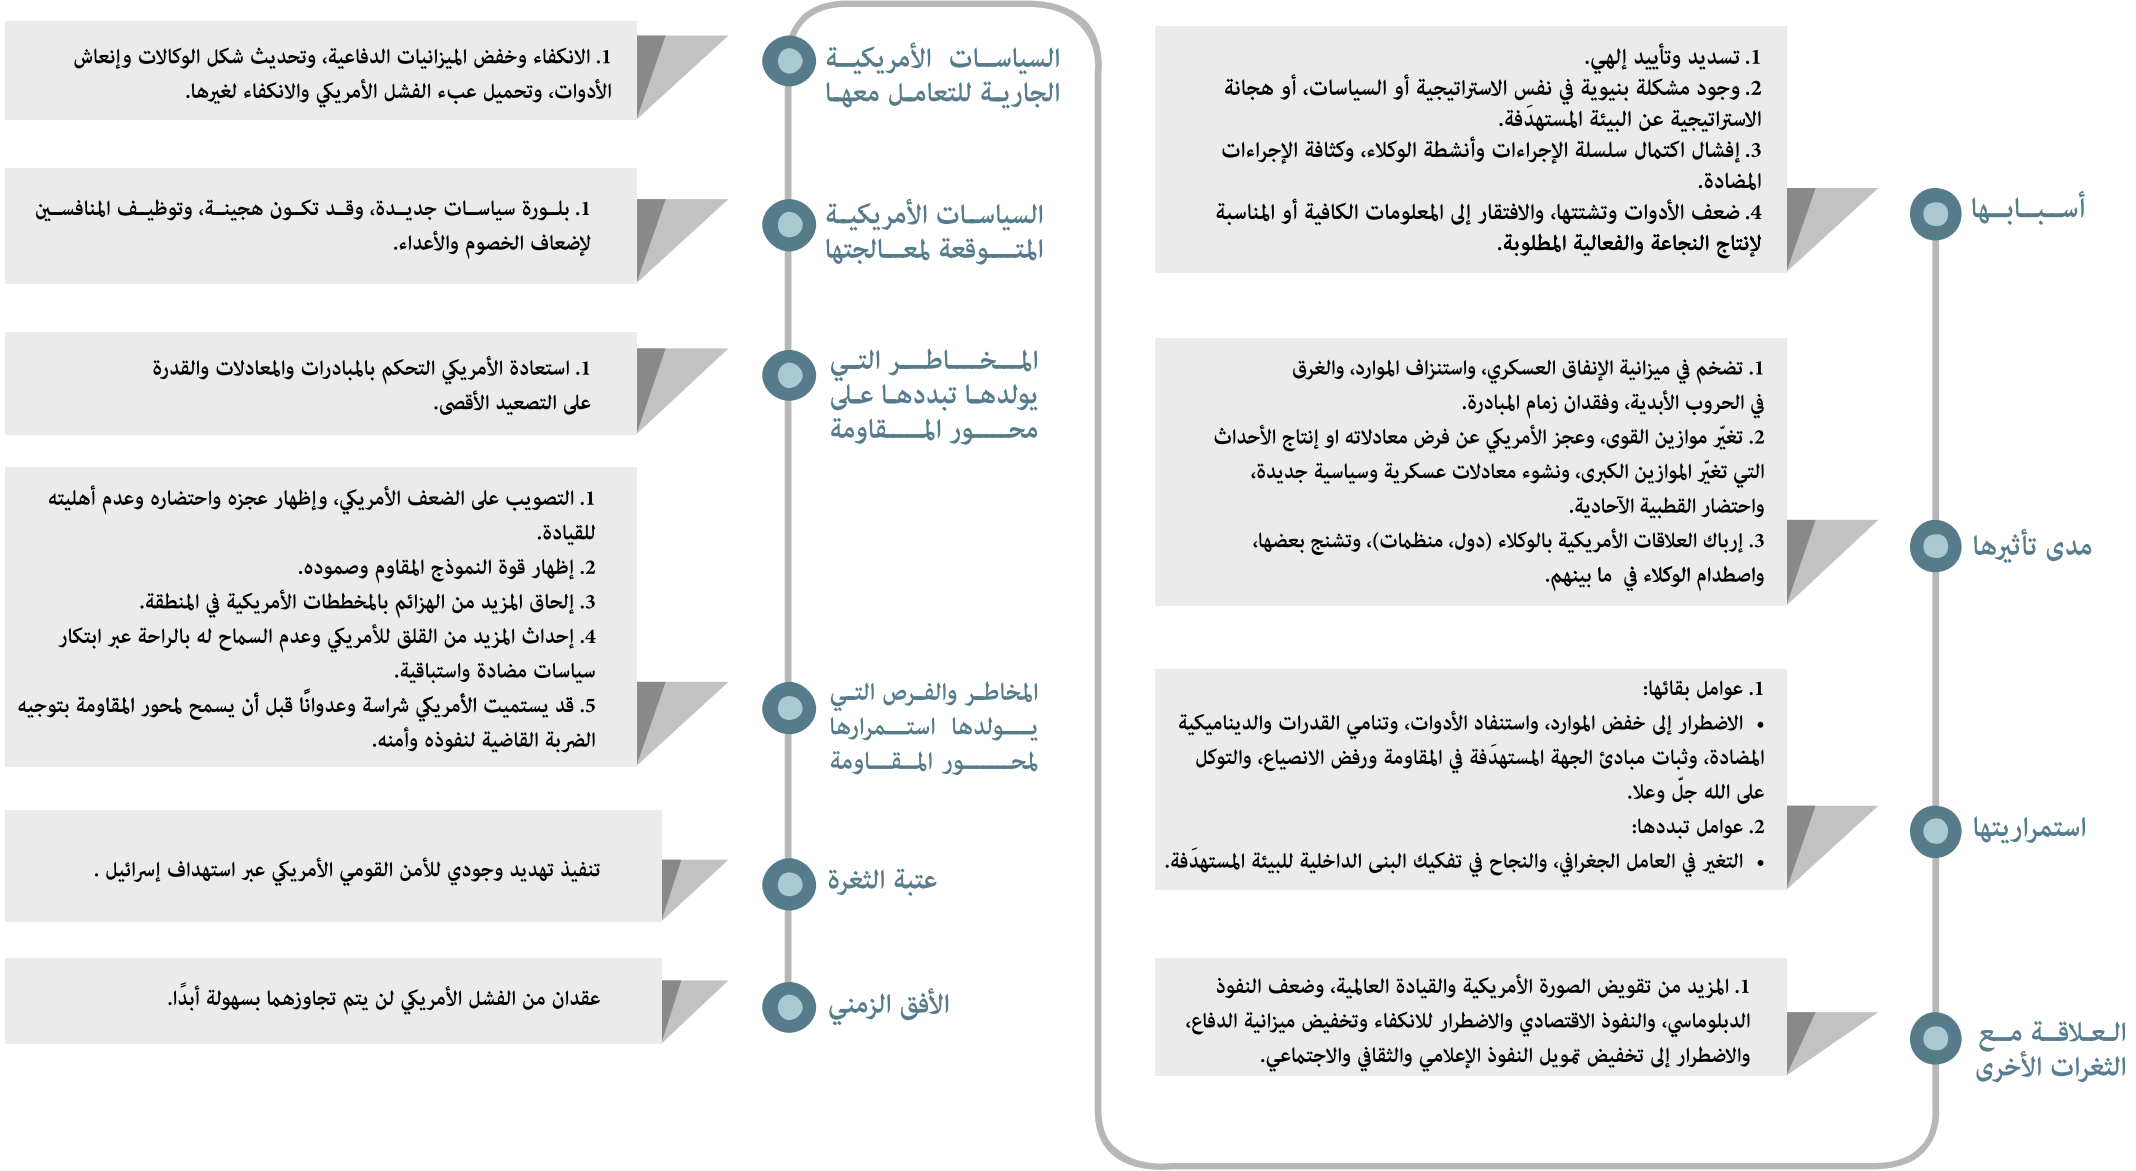 أسبابها
1. تسديد وتأييد إلهي.
2. وجود مشكلة بنيوية في نفس الاستراتيجية أو السياسات، أو هجانة
الاستراتيجية عن البيئة المستهدَفة.
3. إفشال اكتمال سلسلة الإجراءات وأنشطة الوكلاء، وكثافة الإجراءات
المضادة.
4. ضعف الأدوات وتشتتها، والافتقار إلى المعلومات الكافية أو المناسبة
لإنتاج النجاعة والفعالية المطلوبة.
مدى تأثيرها
1. تضخم في ميزانية الإنفاق العسكري، واستنزاف الموارد، والغرق
في الحروب الأبدية، وفقدان زمام المبادرة.
2. تغيّر موازين القوى، وعجز الأمريكي عن فرض معادلاته او إنتاج الأحداث
التي تغيّر الموازين الكبرى، ونشوء معادلات عسكرية وسياسية جديدة،
واحتضار القطبية الآحادية.
3. إرباك العلاقات الأمريكية بالوكلاء (دول، منظمات)، وتشنج بعضها،
واصطدام الوكلاء في ما بينهم.
استمراريتها
1. عوامل بقائها:
• الاضطرار إلى خفض الموارد، واستنفاد الأدوات، وتنامي القدرات والديناميكية
المضادة، وثبات مبادئ الجهة المستهدَفة في المقاومة ورفض الانصياع، والتوكل
على الله جلّ وعلا.
2. عوامل تبددها:
• التغير في العامل الجغرافي، والنجاح في تفكيك البنى الداخلية للبيئة المستهدَفة.
العلاقة مع
الثغرات الأخرى
1. المزيد من تقويض الصورة الأمريكية والقيادة العالمية، وضعف النفوذ
الدبلوماسي، والنفوذ الاقتصادي والاضطرار للانكفاء وتخفيض ميزانية الدفاع،
والاضطرار إلى تخفيض تمويل النفوذ الإعلامي والثقافي والاجتماعي.
السياسات الأمريكية
الجارية للتعامل معها
1. الانكفاء وخفض الميزانيات الدفاعية، وتحديث شكل الوكالات وإنعاش
الأدوات، وتحميل عبء الفشل الأمريكي والانكفاء لغيرها.
السياسات الأمريكية
المتوقعة لمعالجتها
1. بلورة سياسات جديدة، وقد تكون هجينة، وتوظيف المنافسين
لإضعاف الخصوم والأعداء.
المخاطر التي
يولدها تبددها على
محور المقاومة
1. استعادة الأمريكي التحكم بالمبادرات والمعادلات والقدرة
على التصعيد الأقصى.
المخاطر والفرص التي
يولدها استمرارها
لمحور المقاومة
1. التصويب على الضعف الأمريكي، وإظهار عجزه واحتضاره وعدم أهليته
للقيادة.
2. إظهار قوة النموذج المقاوم وصموده.
3. إلحاق المزيد من الهزائم بالمخططات الأمريكية في المنطقة.
4. إحداث المزيد من القلق للأمريكي وعدم السماح له بالراحة عبر ابتكار
سياسات مضادة واستباقية.
5. قد يستميت الأمريكي شراسة وعدوانًا قبل أن يسمح لمحور المقاومة بتوجيه
الضربة القاضية لنفوذه وأمنه.
عتبة الثغرة
تنفيذ تهديد وجودي للأمن القومي الأمريكي عبر استهداف إسرائيل .
الأفق الزمني
عقدان من الفشل الأمريكي لن يتم تجاوزهما بسهولة أبدًا.